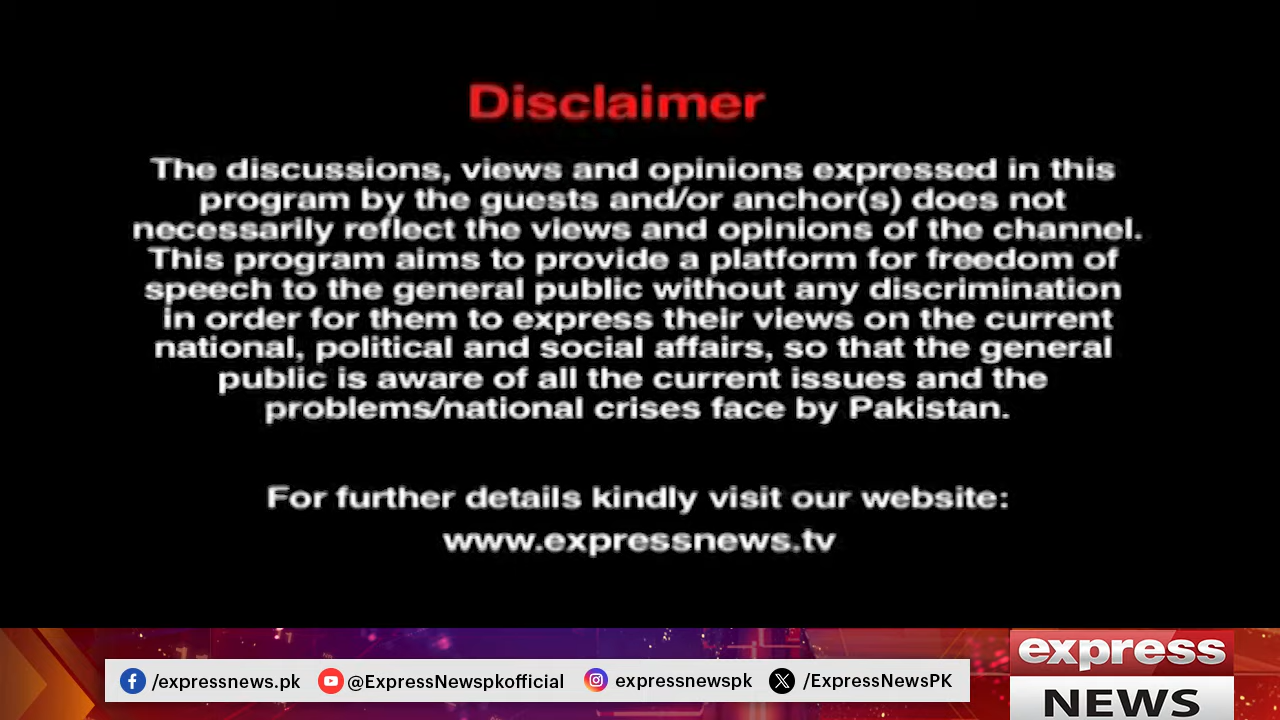 Disclaimer
The discussions, views and opinions expressed in this
program by the guests and/or anchor(s) does not
necessarily reflect the views and opinions of the channel.
This program aims to provide a platform for freedom of
speech to the general public without any discrimination
in order for them to express their views on the current
national, political and social affairs, so that the general
public is aware of all the current issues and the
problems/national crises face by Pakistan.
For further details kindly visit our website:
www.expressnews.tv
/expressnews.pk @ExpressNewspkofficial expressnewspk /ExpressNewsPK
express
NEWS